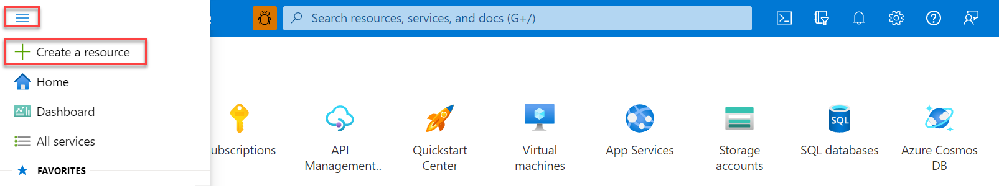 Search resources, services, and docs (G+/)
Create a resource
Home
Dashboard
All services
FAVORITES
ubscriptions
API
Management..
Quickstart
Center
Virtual
machines
App Services
Storage
accounts
SQL
SQL databases
Azure Cosmos
DB